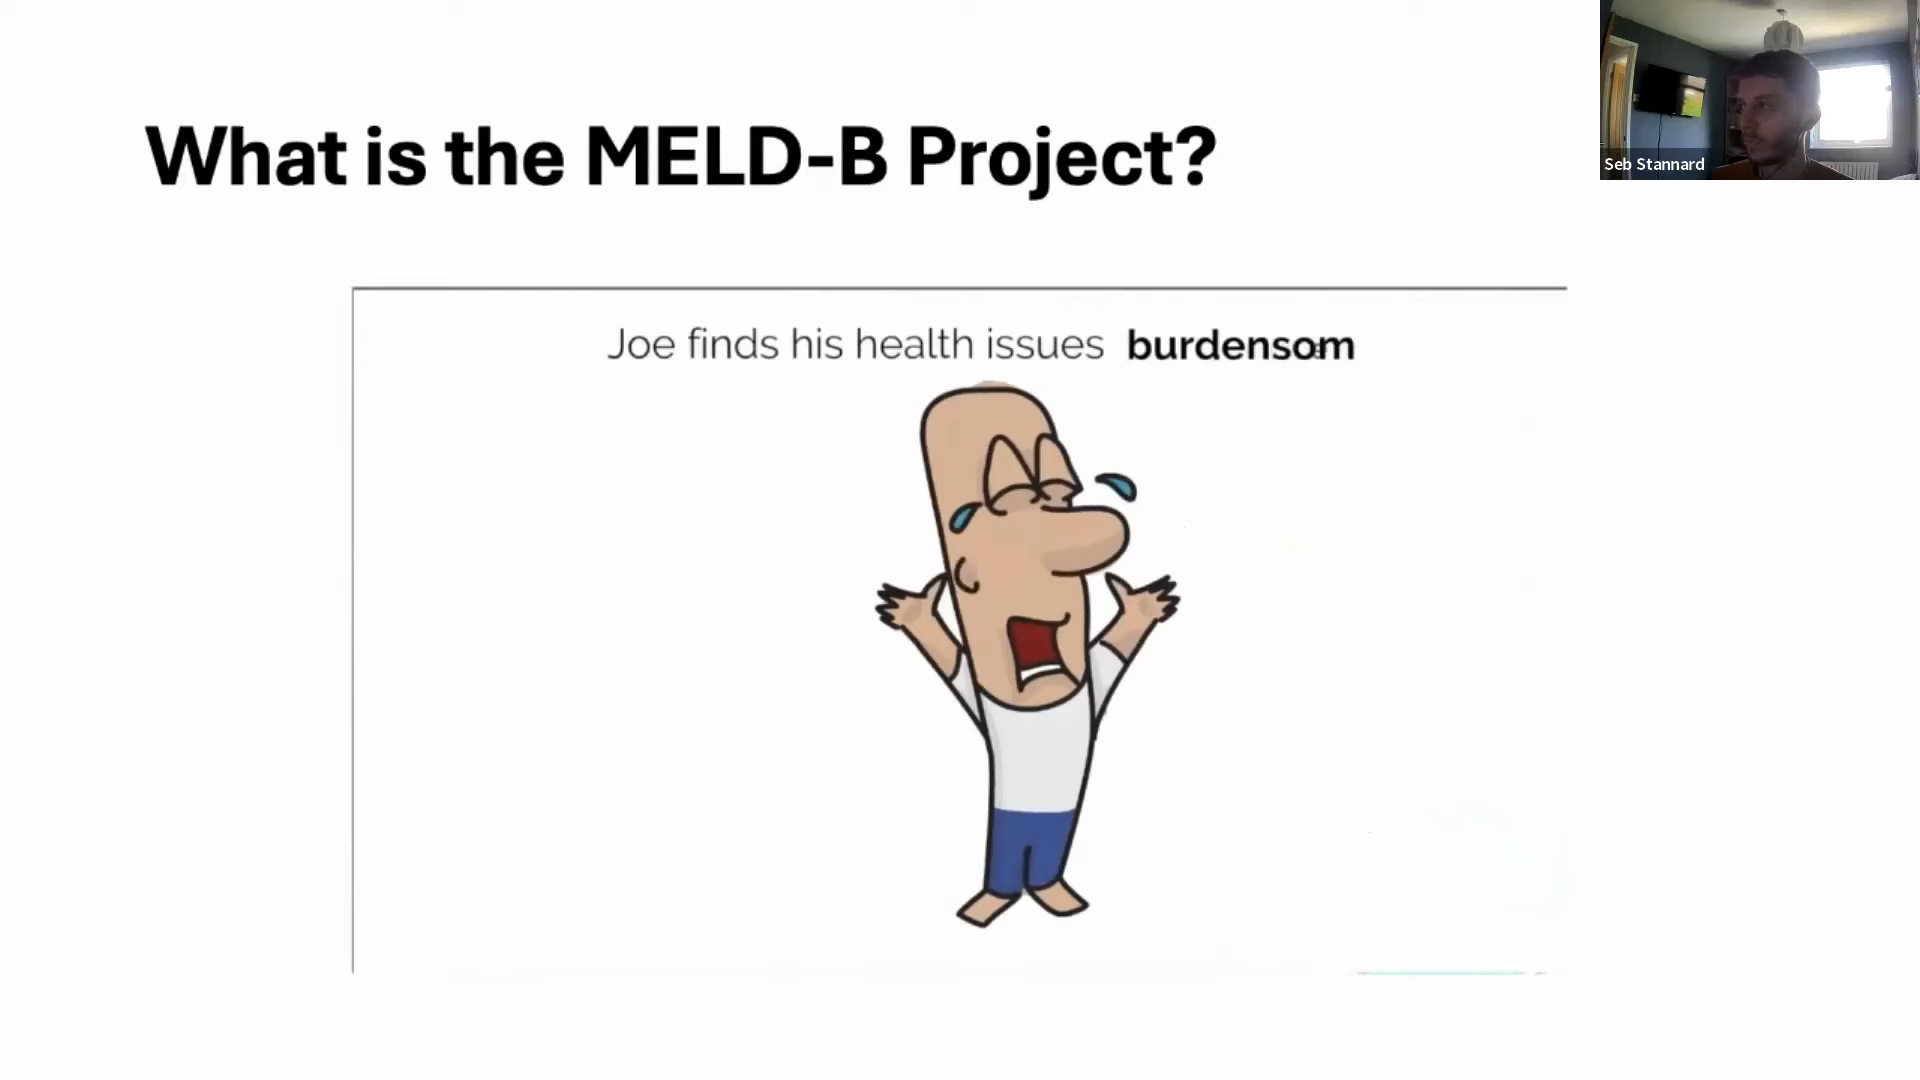 What is the MELD-B Project?
Seb Stannard
Joe finds his health issues burdensom